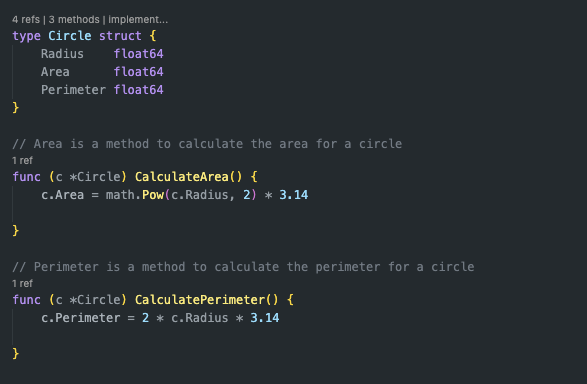 4 refs | 3 methods | implement...
type Circle struct {
    Radius    float64
    Area      float64
    Perimeter float64
}
// Area is a method to calculate the area for a circle
1 ref
func (c *Circle) CalculateArea() {
    c.Area = math.Pow(c.Radius, 2) * 3.14
}
// Perimeter is a method to calculate the perimeter for a circle
1 ref
func (c *Circle) CalculatePerimeter() {
    c.Perimeter = 2 * c.Radius * 3.14
}